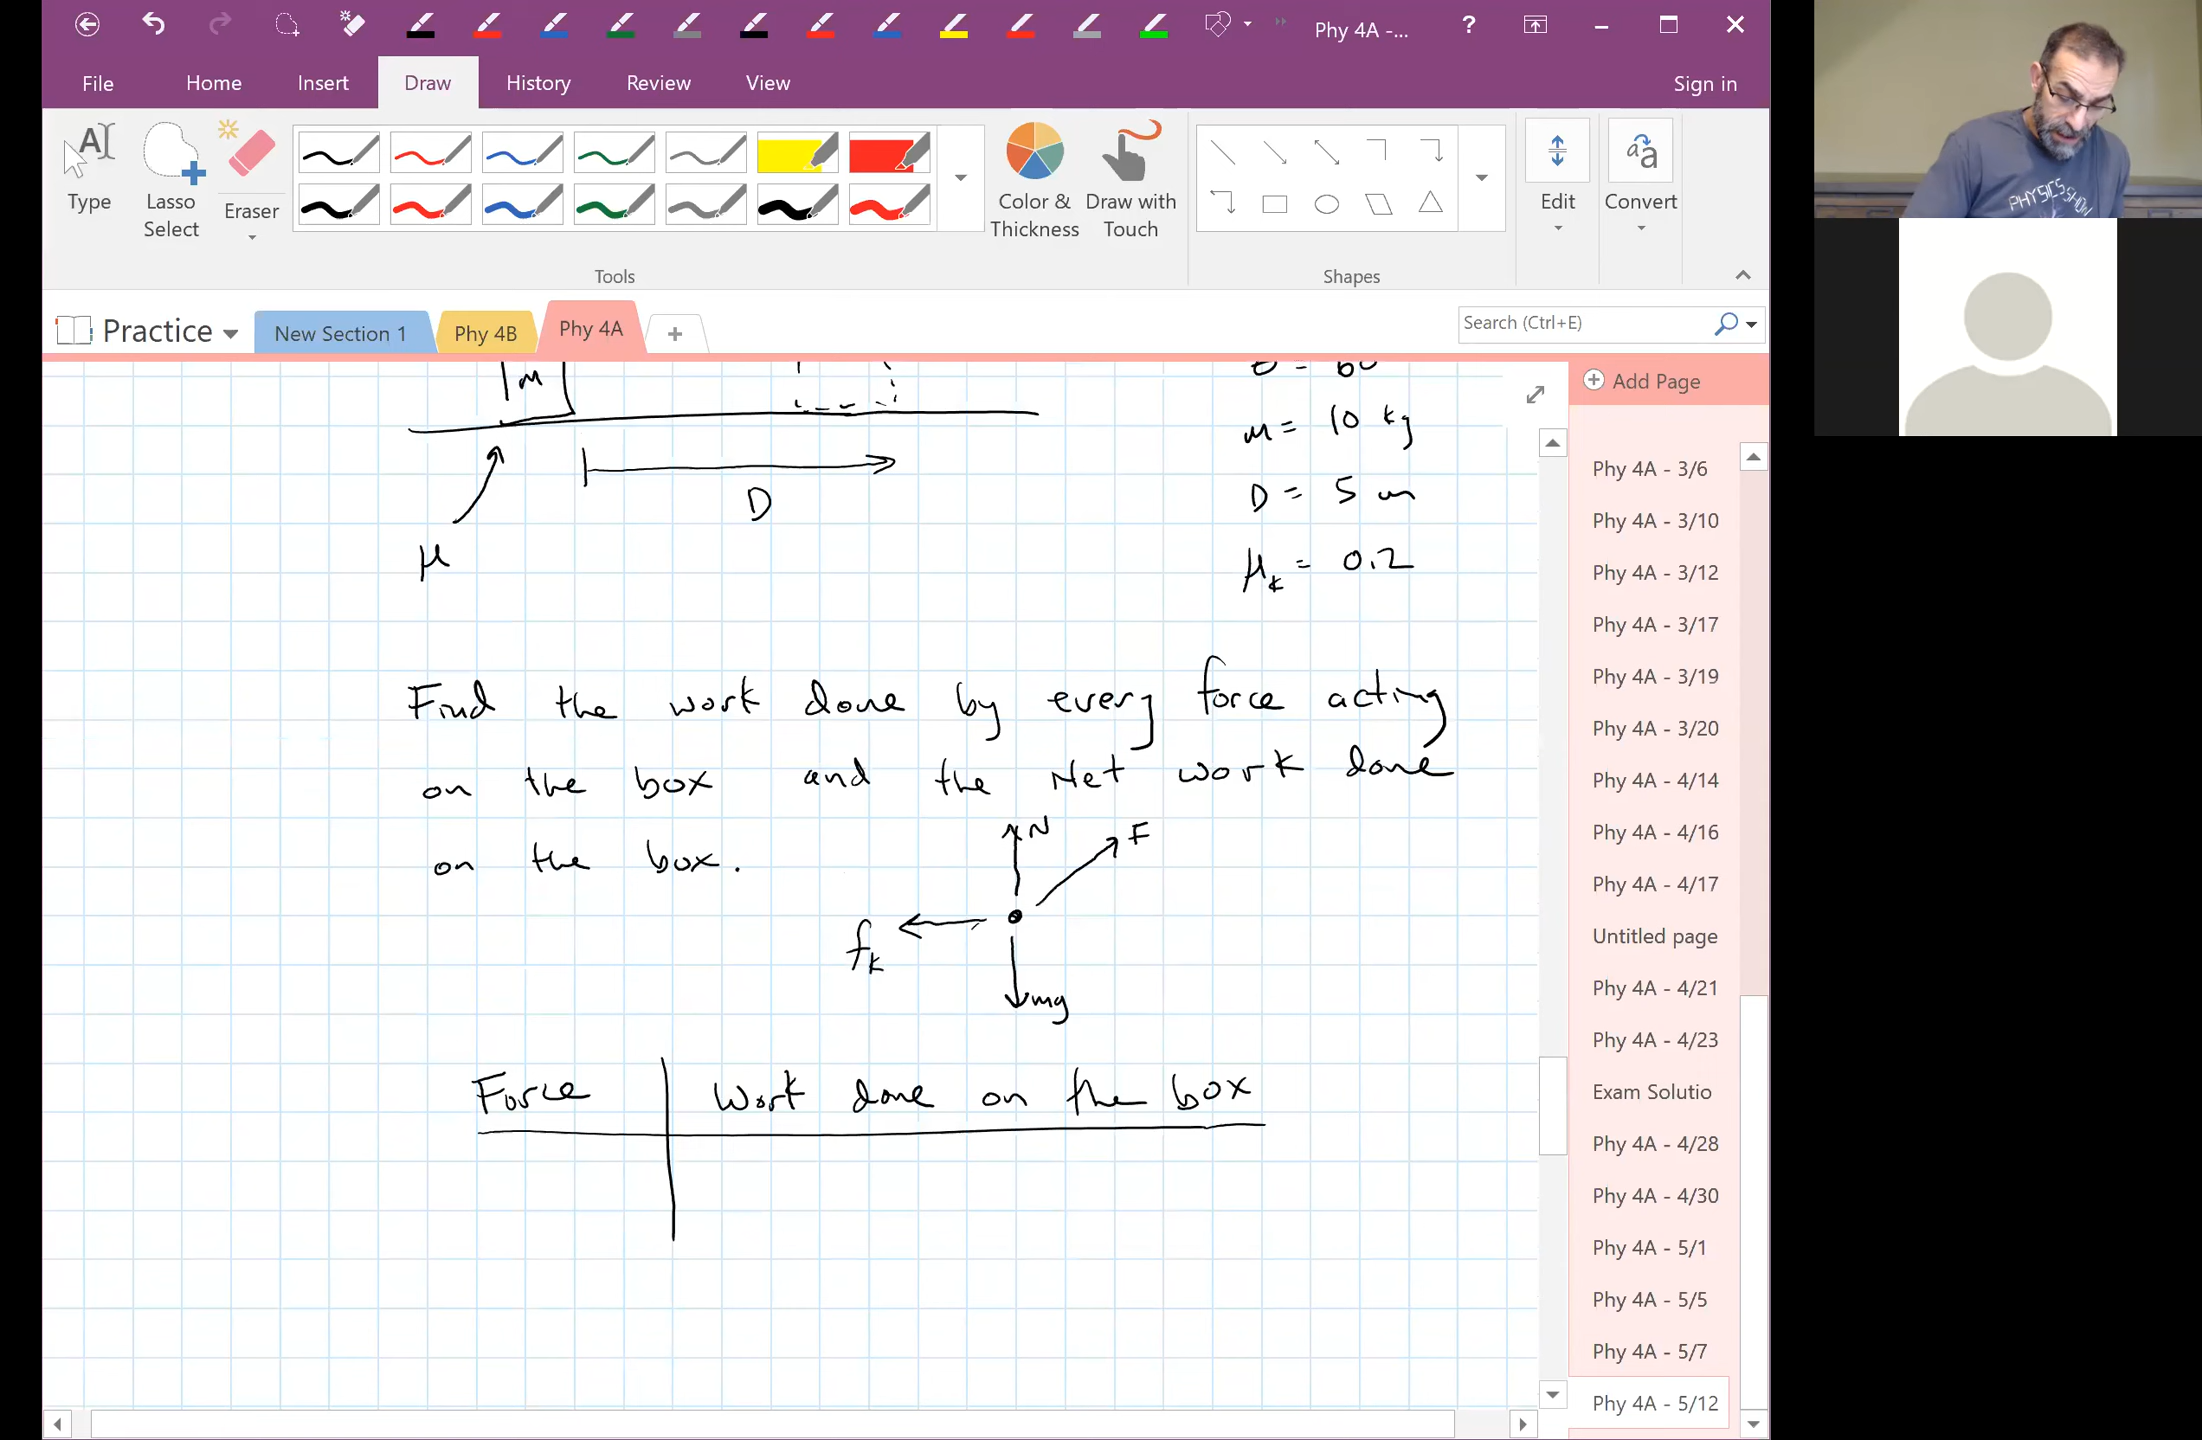 Phy 4A -...
?
File
Home
Insert
Draw
History
Review
View
Sign in
Type
Lasso Select
Eraser
Color & Thickness
Draw with Touch
Edit
Convert
Tools
Shapes
Practice
New Section 1
Phy 4B
Phy 4A
+
Search (Ctrl+E)
Add Page
Phy 4A - 3/6
Phy 4A - 3/10
Phy 4A - 3/12
Phy 4A - 3/17
Phy 4A - 3/19
Phy 4A - 3/20
Phy 4A - 4/14
Phy 4A - 4/16
Phy 4A - 4/17
Untitled page
Phy 4A - 4/21
Phy 4A - 4/23
Exam Solutio
Phy 4A - 4/28
Phy 4A - 4/30
Phy 4A - 5/1
Phy 4A - 5/5
Phy 4A - 5/7
Phy 4A - 5/12
m
D
μ
m = 10 kg
D = 5 m
μk = 0.2
Find the work done by every force acting
on the box and the Net work done
on the box.
N
F
fk
mg
Force Work done on the box
PHYSICS SHOW